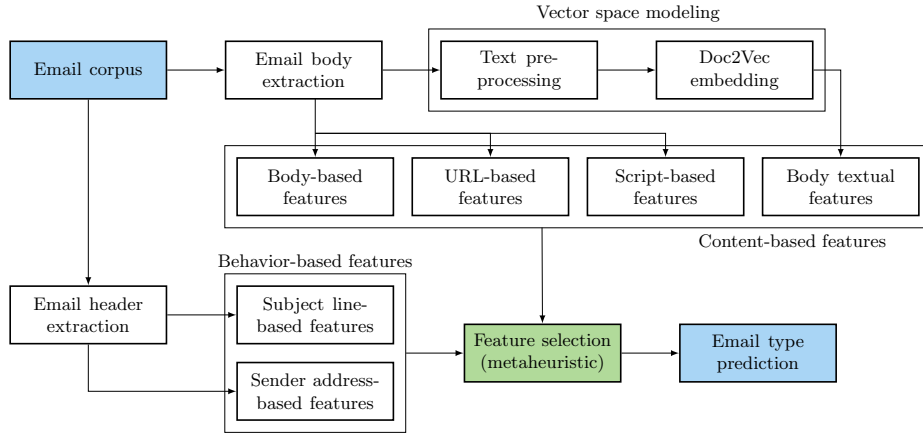 Vector space modeling
Email corpus
Email body
extraction
Text pre-
processing
Doc2Vec
embedding
Body-based
features
URL-based
features
Script-based
features
Body textual
features
Content-based features
Behavior-based features
Email header
extraction
Subject line-
based features
Sender address-
based features
Feature selection
(metaheuristic)
Email type
prediction